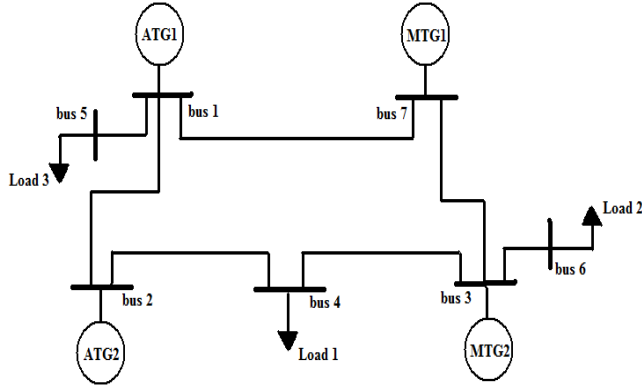 ATG1
MTG1
bus 5
bus 1
bus 7
Load 3
Load 2
bus 6
bus 2
bus 4
bus 3
ATG2
Load 1
MTG2